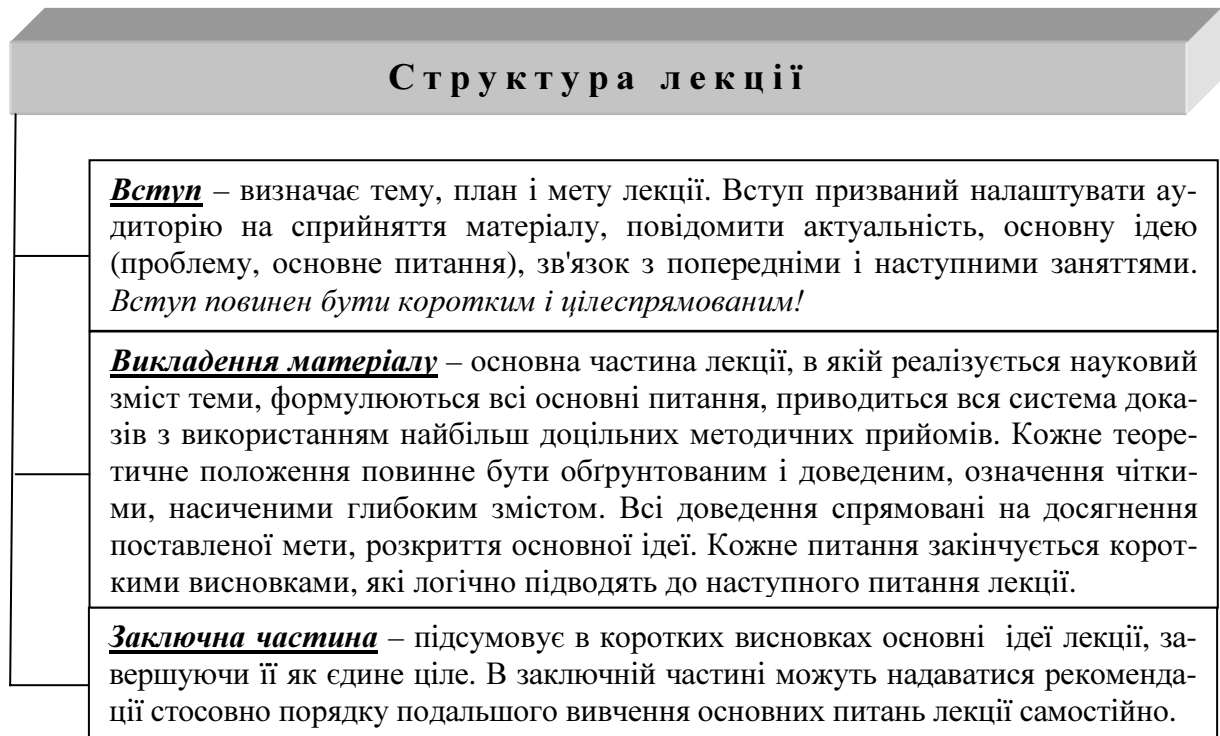 Структура лекції
Вступ – визначає тему, план і мету лекції. Вступ призваний налаштувати ау-
диторію на сприйняття матеріалу, повідомити актуальність, основну ідею
(проблему, основне питання), зв'язок з попередніми і наступними заняттями.
Вступ повинен бути коротким і цілеспрямованим!
Викладення матеріалу – основна частина лекції, в якій реалізується науковий
зміст теми, формулюються всі основні питання, приводиться вся система дока-
зів з використанням найбільш доцільних методичних прийомів. Кожне теоре-
тичне положення повинне бути обґрунтованим і доведеним, означення чітки-
ми, насиченими глибоким змістом. Всі доведення спрямовані на досягнення
поставленої мети, розкриття основної ідеї. Кожне питання закінчується корот-
кими висновками, які логічно підводять до наступного питання лекції.
Заключна частина – підсумовує в коротких висновках основні ідеї лекції, за-
вершуючи її як єдине ціле. В заключній частині можуть надаватися рекоменда-
ції стосовно порядку подальшого вивчення основних питань лекції самостійно.